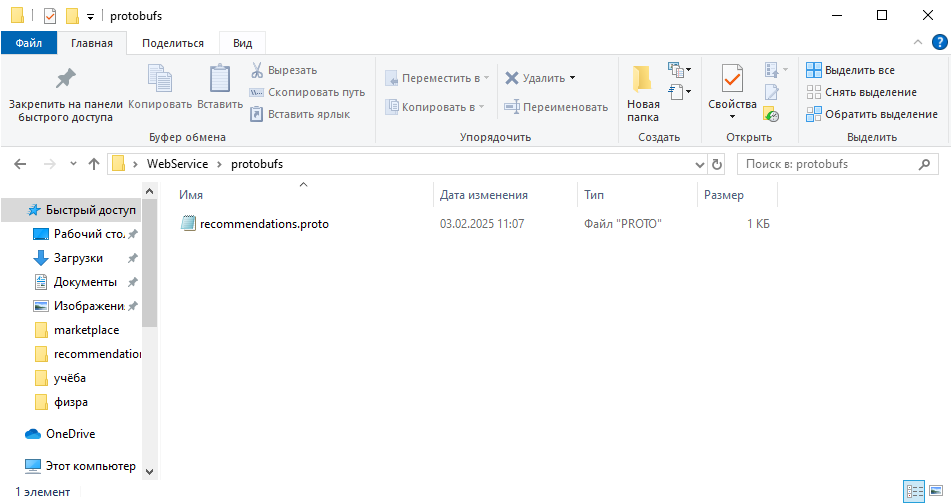 protobufs
Файл Главная Поделиться Вид
Закрепить на панели быстрого доступа
Копировать
Вставить
Вырезать
Скопировать путь
Вставить ярлык
Буфер обмена
Переместить в
Копировать в
Удалить
Переименовать
Упорядочить
Новая папка
Создать
Свойства
Открыть
Выделить все
Снять выделение
Обратить выделение
Выделить
WebService protobufs
Поиск в: protobufs
Имя Дата изменения Тип Размер
recommendations.proto 03.02.2025 11:07 Файл "PROTO" 1 КБ
Быстрый доступ
Рабочий сто.
Загрузки
Документы
Изображени
marketplace
recommendation
учёба
физра
OneDrive
Этот компьютер
1 элемент